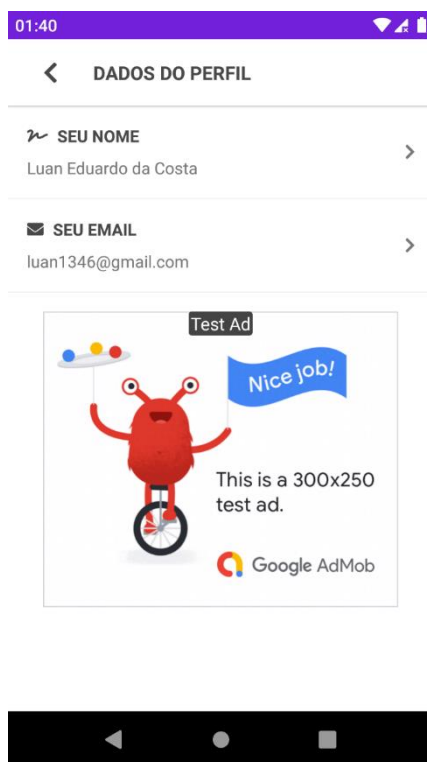 01:40
DADOS DO PERFIL
SEU NOME
Luan Eduardo da Costa
SEU EMAIL
luan1346@gmail.com
Test Ad
Nice job!
This is a 300x250
test ad.
Google AdMob